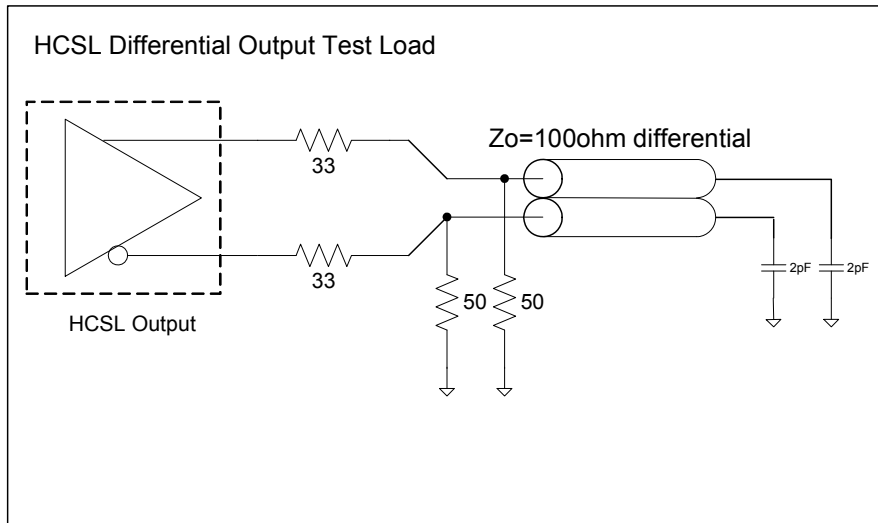 HCSL Differential Output Test Load
Zo=100ohm differential
33
33
50
50
2pF
2pF
HCSL Output